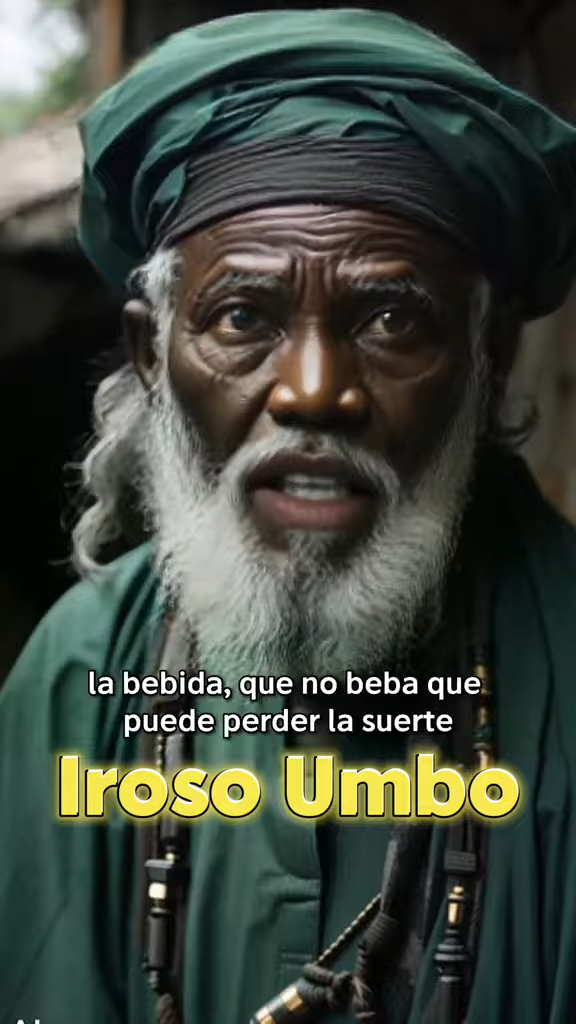 la bebida, que no beba que
puede perder la suerte
Iroso Umbo